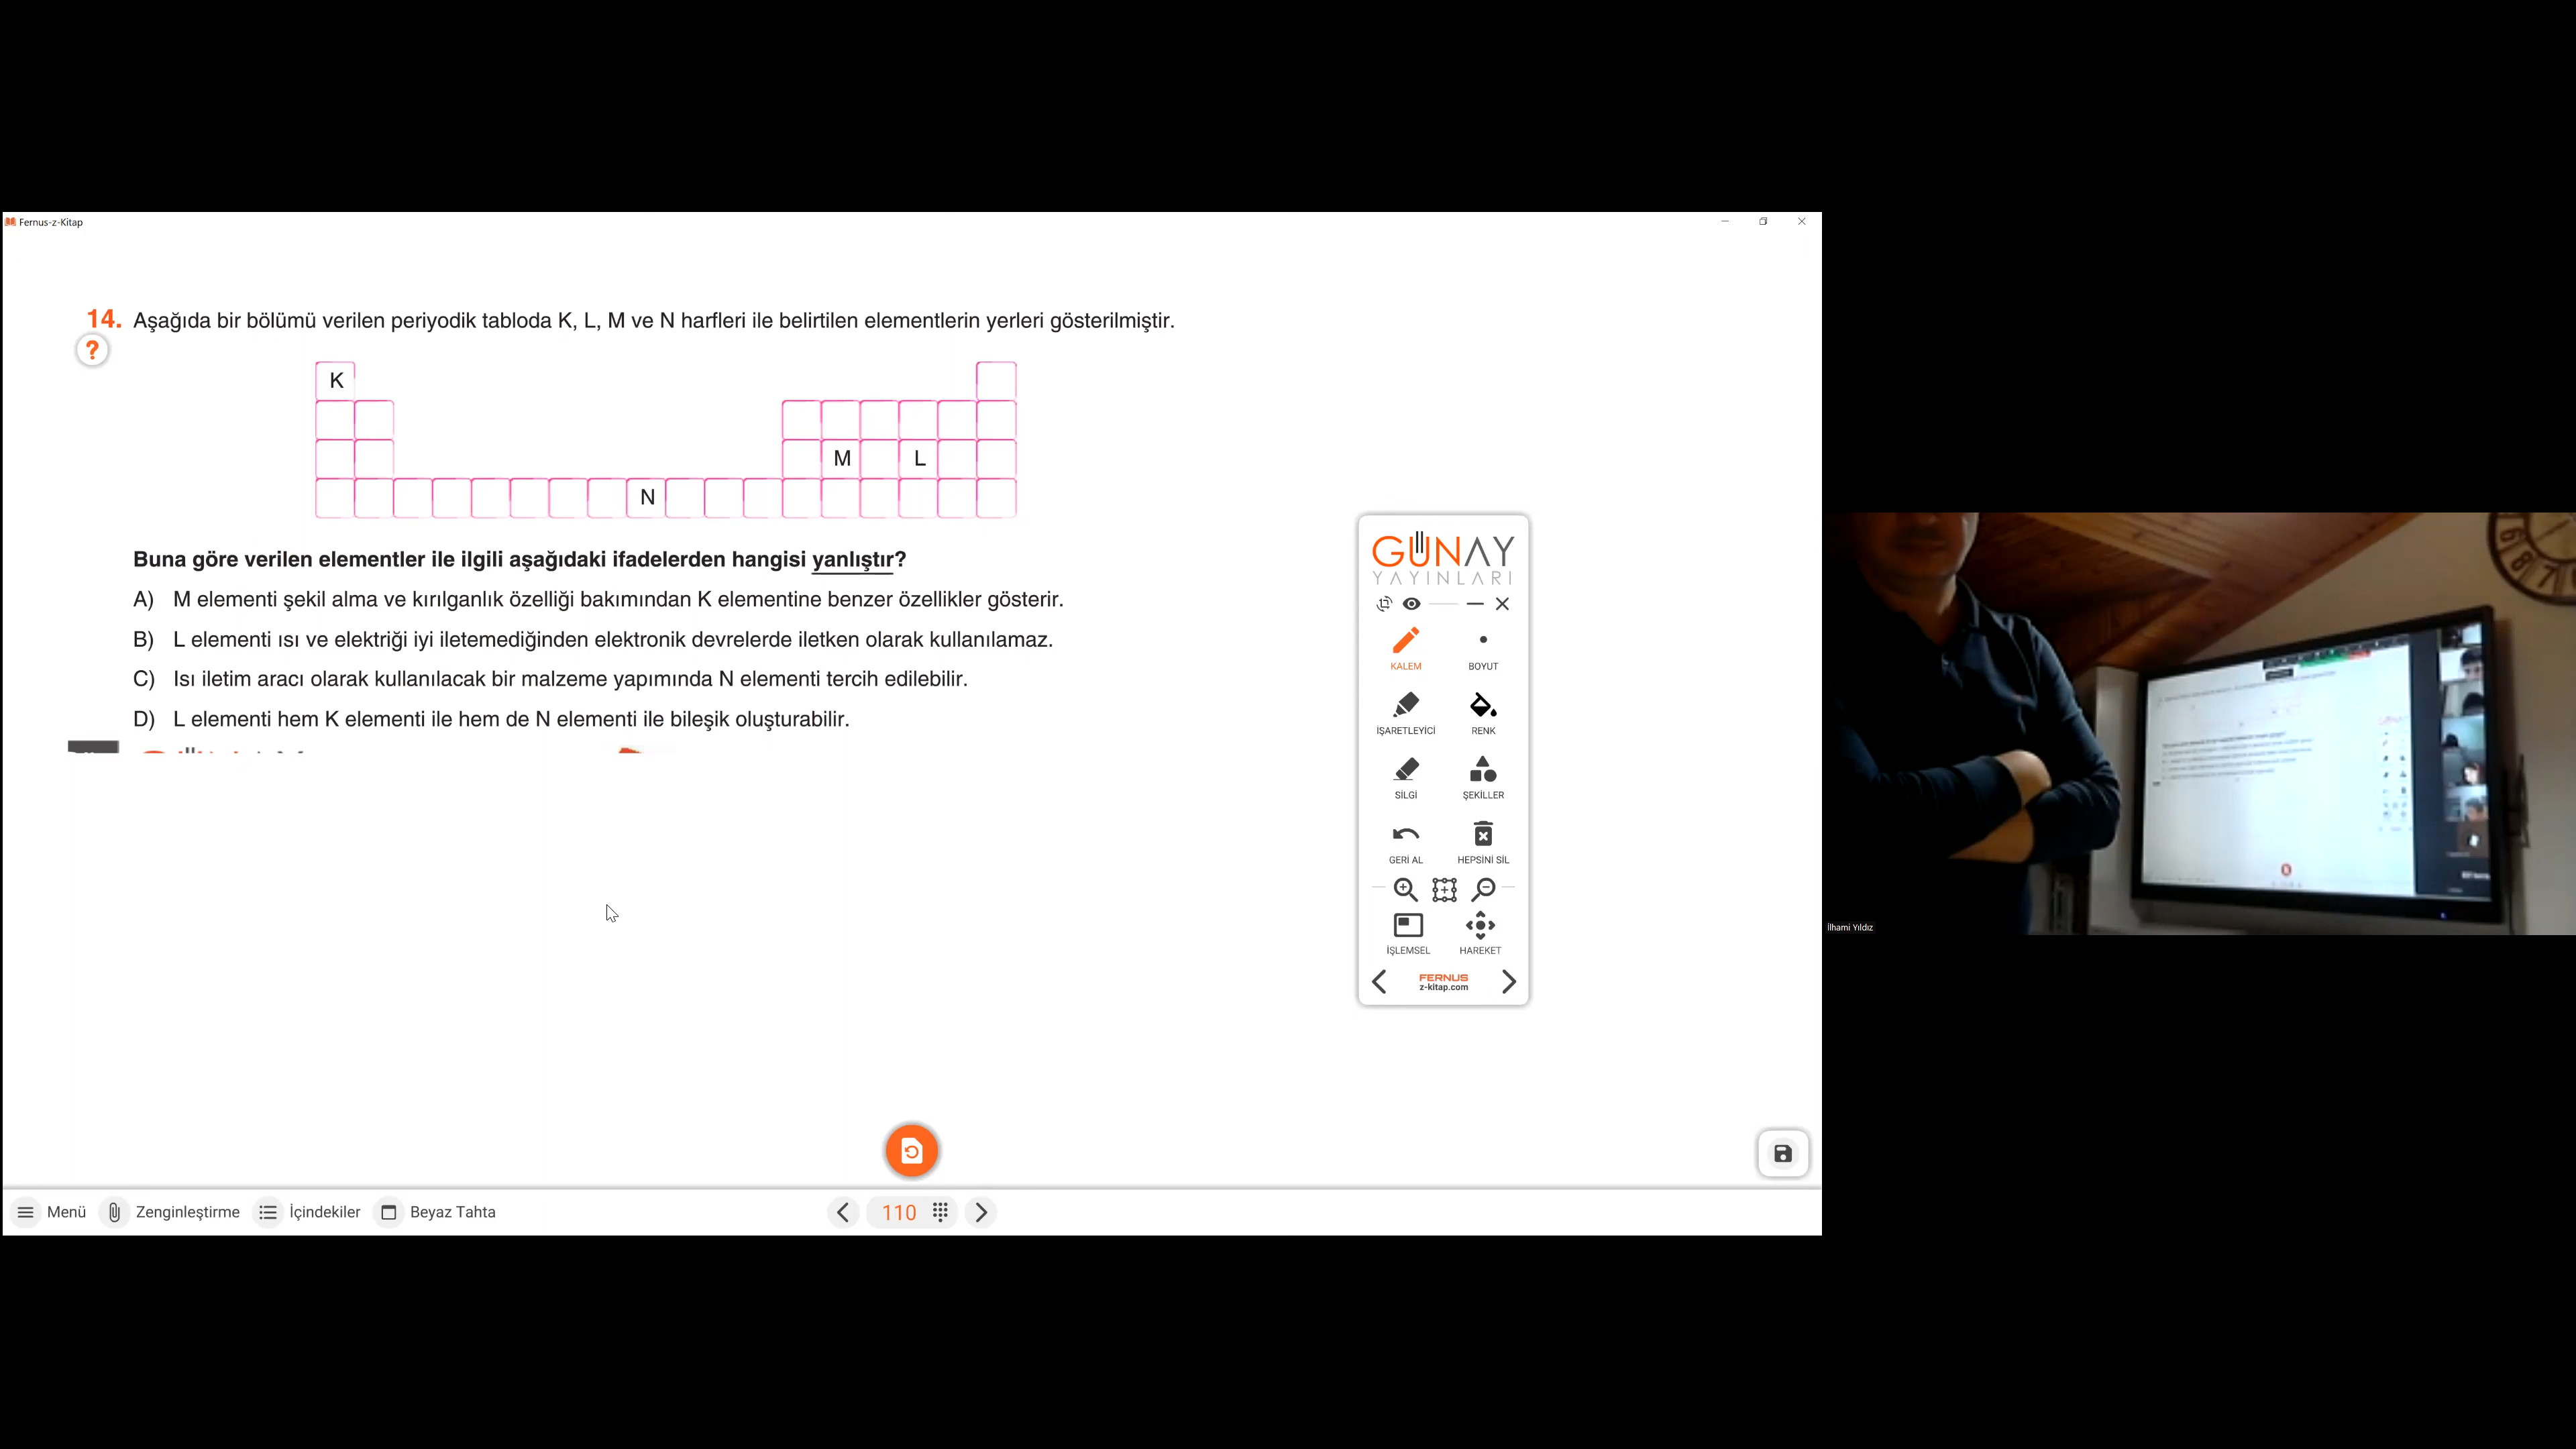 Fernus-z-Kitap
14. Aşağıda bir bölümü verilen periyodik tabloda K, L, M ve N harfleri ile belirtilen elementlerin yerleri gösterilmiştir.
?
K
M L
N
Buna göre verilen elementler ile ilgili aşağıdaki ifadelerden hangisi yanlıştır?
A) M elementi şekil alma ve kırılganlık özelliği bakımından K elementine benzer özellikler gösterir.
B) L elementi ısı ve elektriği iyi iletemediğinden elektronik devrelerde iletken olarak kullanılamaz.
C) Isı iletim aracı olarak kullanılacak bir malzeme yapımında N elementi tercih edilebilir.
D) L elementi hem K elementi ile hem de N elementi ile bileşik oluşturabilir.
GÜNAY
YAYINLARI
KALEM BOYUT
İŞARETLEYİCİ RENK
SİLGİ ŞEKİLLER
GERİ AL HEPSİNİ SİL
İŞLEMSEL HAREKET
FERNUS
z-kitap.com
İlhami Yıldız
Menü Zenginleştirme İçindekiler Beyaz Tahta 110